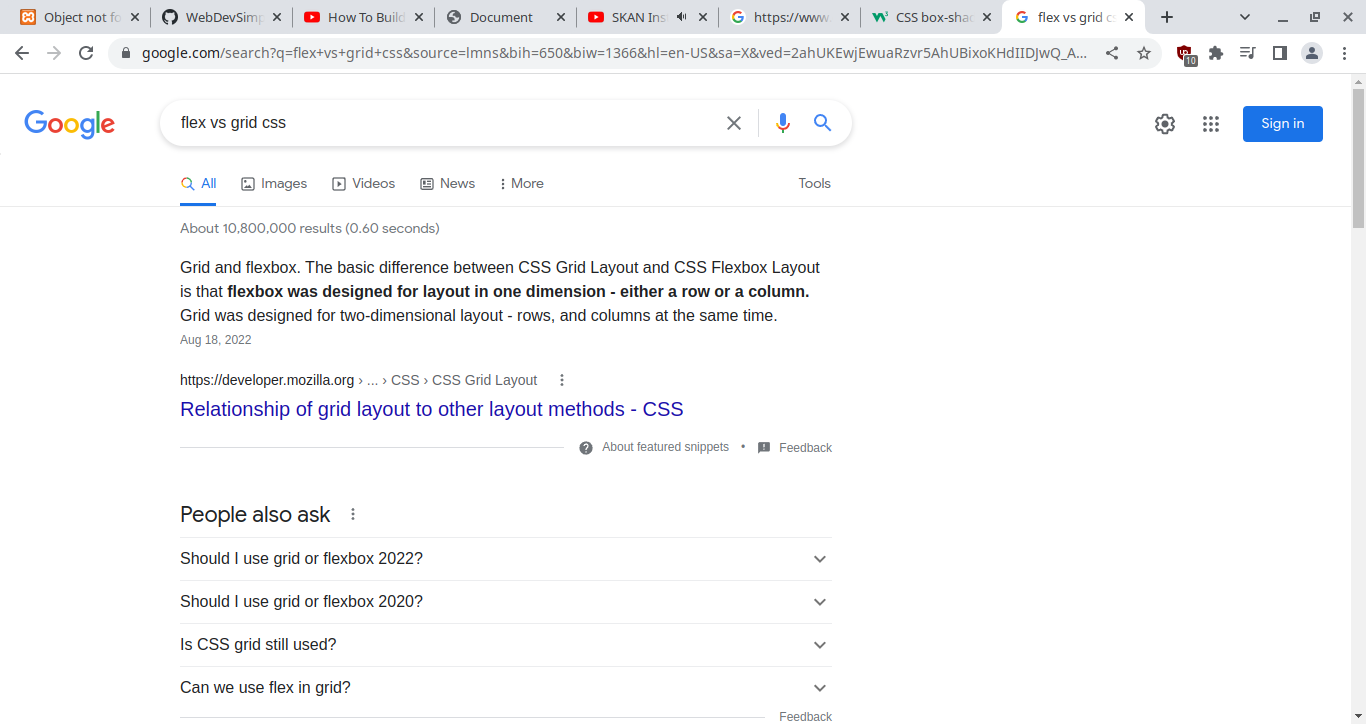 Object not fo
WebDevSimp
How To Build
Document
SKAN Ins
https://www.
CSS box-sha
flex vs grid cs
google.com/search?q=flex+vs+grid+css&source=lmns&bih=650&biw=1366&hl=en-US&sa=X&ved=2ahUKEwjEwuaRzvr5AhUBixoKHdIIDJwQ_A...
10
Google
flex vs grid css
Sign in
All
Images
Videos
News
More
Tools
About 10,800,000 results (0.60 seconds)
Grid and flexbox. The basic difference between CSS Grid Layout and CSS Flexbox Layout
is that flexbox was designed for layout in one dimension - either a row or a column.
Grid was designed for two-dimensional layout - rows, and columns at the same time.
Aug 18, 2022
https://developer.mozilla.org › ... › CSS › CSS Grid Layout
Relationship of grid layout to other layout methods - CSS
About featured snippets • Feedback
People also ask
Should I use grid or flexbox 2022?
Should I use grid or flexbox 2020?
Is CSS grid still used?
Can we use flex in grid?
Feedback